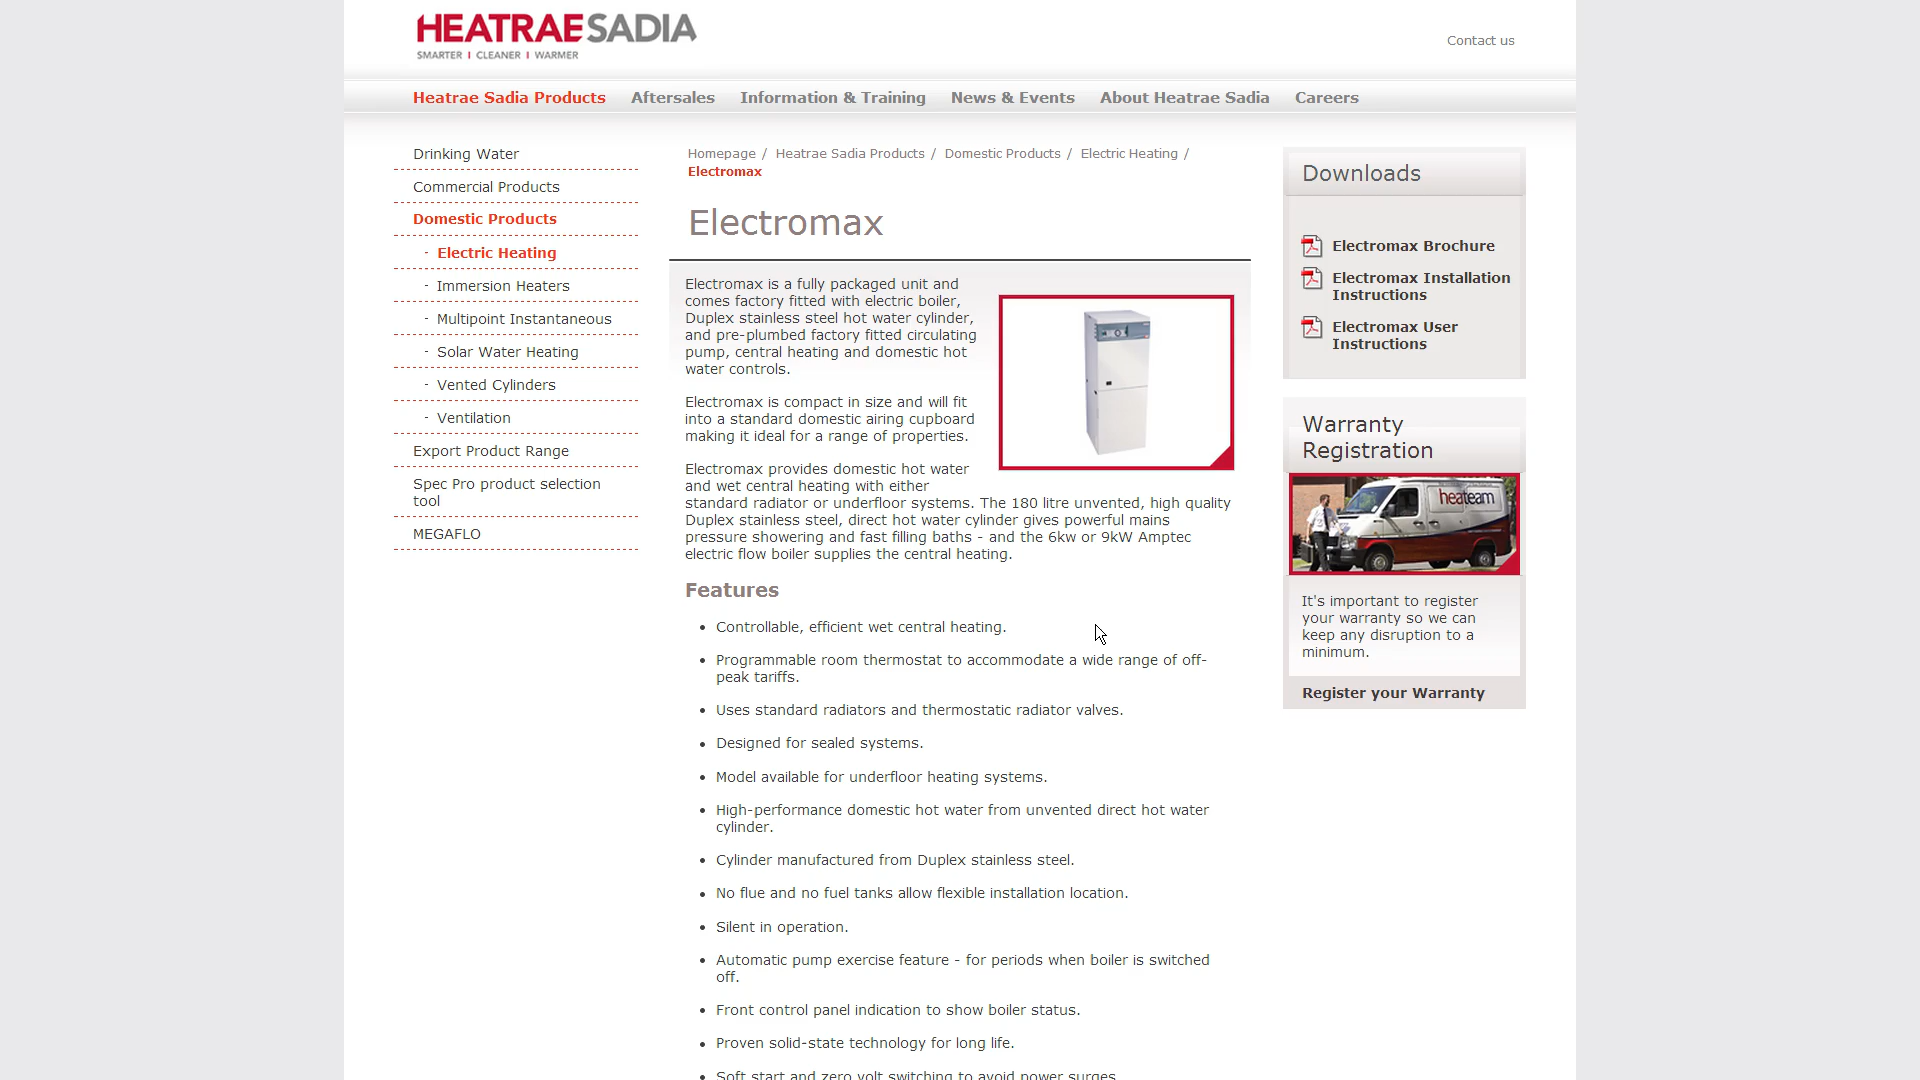 HEATRAE SADIA
SMARTER | CLEANER | WARMER
Contact us
Heatrae Sadia Products
Aftersales
Information & Training
News & Events
About Heatrae Sadia
Careers
Drinking Water
Commercial Products
Domestic Products
- Electric Heating
- Immersion Heaters
- Multipoint Instantaneous
- Solar Water Heating
- Vented Cylinders
- Ventilation
Export Product Range
Spec Pro product selection
tool
MEGAFLO
Homepage / Heatrae Sadia Products / Domestic Products / Electric Heating /
Electromax
Electromax
Electromax is a fully packaged unit and
comes factory fitted with electric boiler,
Duplex stainless steel hot water cylinder,
and pre-plumbed factory fitted circulating
pump, central heating and domestic hot
water controls.
Electromax is compact in size and will fit
into a standard domestic airing cupboard
making it ideal for a range of properties.
Electromax provides domestic hot water
and wet central heating with either
standard radiator or underfloor systems. The 180 litre unvented, high quality
Duplex stainless steel, direct hot water cylinder gives powerful mains
pressure showering and fast filling baths - and the 6kw or 9kW Amptec
electric flow boiler supplies the central heating.
Features
• Controllable, efficient wet central heating.
• Programmable room thermostat to accommodate a wide range of off-
peak tariffs.
• Uses standard radiators and thermostatic radiator valves.
• Designed for sealed systems.
• Model available for underfloor heating systems.
• High-performance domestic hot water from unvented direct hot water
cylinder.
• Cylinder manufactured from Duplex stainless steel.
• No flue and no fuel tanks allow flexible installation location.
• Silent in operation.
• Automatic pump exercise feature - for periods when boiler is switched
off.
• Front control panel indication to show boiler status.
• Proven solid-state technology for long life.
• Soft start and zero volt switching to avoid power surges.
Downloads
Electromax Brochure
Electromax Installation
Instructions
Electromax User
Instructions
Warranty
Registration
heateam
It's important to register
your warranty so we can
keep any disruption to a
minimum.
Register your Warranty